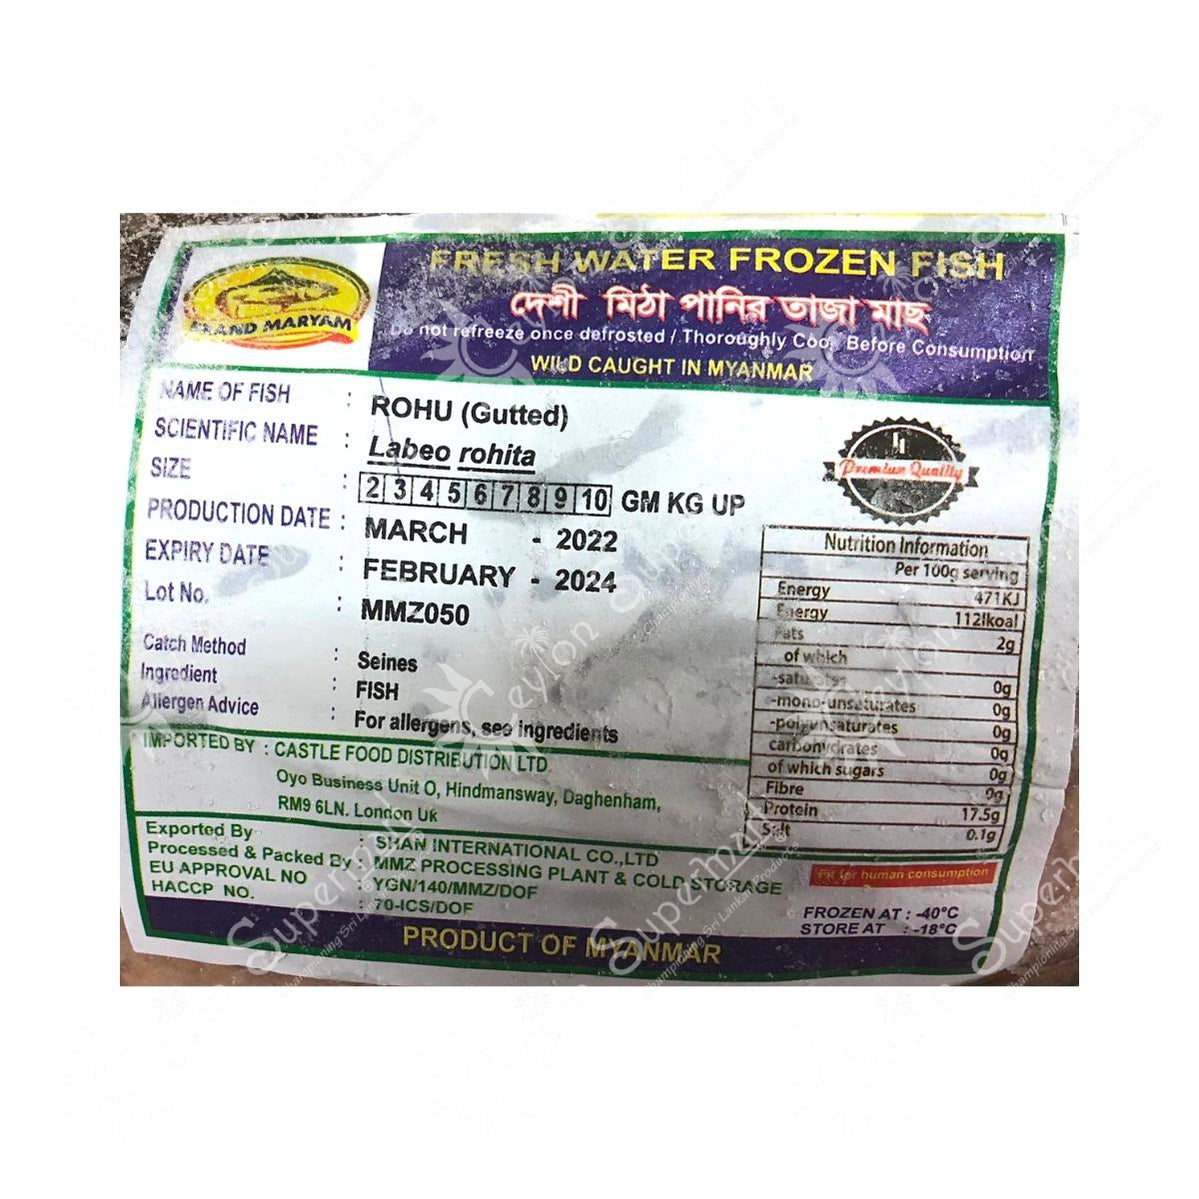 FRESH WATER FROZEN FISH
দেশী মিঠা পানির তাজা মাছ
BRAND MARYAM
Do not refreeze once defrosted / Thoroughly Before Consumption
WILD CAUGHT IN MYANMAR
NAME OF FISH : ROHU (Gutted)
SCIENTIFIC NAME : Labeo rohita
SIZE : 2 3 4 5 6 7 8 9 10 GM KG UP
PRODUCTION DATE : MARCH - 2022
EXPIRY DATE : FEBRUARY - 2024
Lot No. : MMZ050
Catch Method : Seines
Ingredient : FISH
Allergen Advice : For allergens, see ingredients
Premium Quality
Nutrition Information
Per 100g serving
Energy 471KJ
Energy 112lkoal
Fats 2g
of which
-saturates 0g
-mono-unsaturates 0g
-polyunsaturates 0g
carbohydrates 0g
of which sugars 0g
Fibre 0g
Protein 17.5g
Salt 0.1g
IMPORTED BY : CASTLE FOOD DISTRIBUTION LTD.
Oyo Business Unit O, Hindmansway, Daghenham,
RM9 6LN. London Uk
Exported By : SHAN INTERNATIONAL CO.,LTD
Processed & Packed By : MMZ PROCESSING PLANT & COLD STORAGE
EU APPROVAL NO : YGN/140/MMZ/DOF
HACCP NO. : 70-ICS/DOF
Fit for human consumption
FROZEN AT : -40°C
STORE AT : -18°C
PRODUCT OF MYANMAR
Ceylon Supermart
Championing Sri Lankan Products